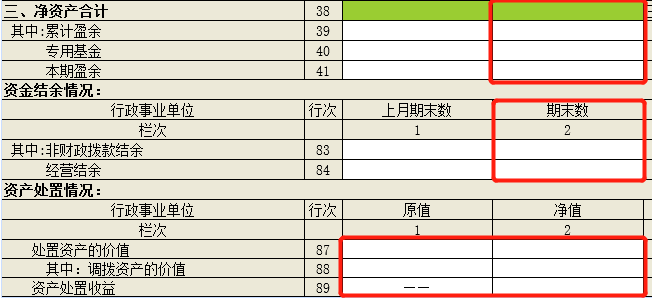 三、净资产合计 38
其中:累计盈余 39
专用基金 40
本期盈余 41
资金结余情况：
行政事业单位 行次 上月期末数 期末数
栏次 1 2
其中:非财政拨款结余 83
经营结余 84
资产处置情况：
行政事业单位 行次 原值 净值
栏次 1 2
处置资产的价值 87
其中：调拨资产的价值 88
资产处置收益 89 ——